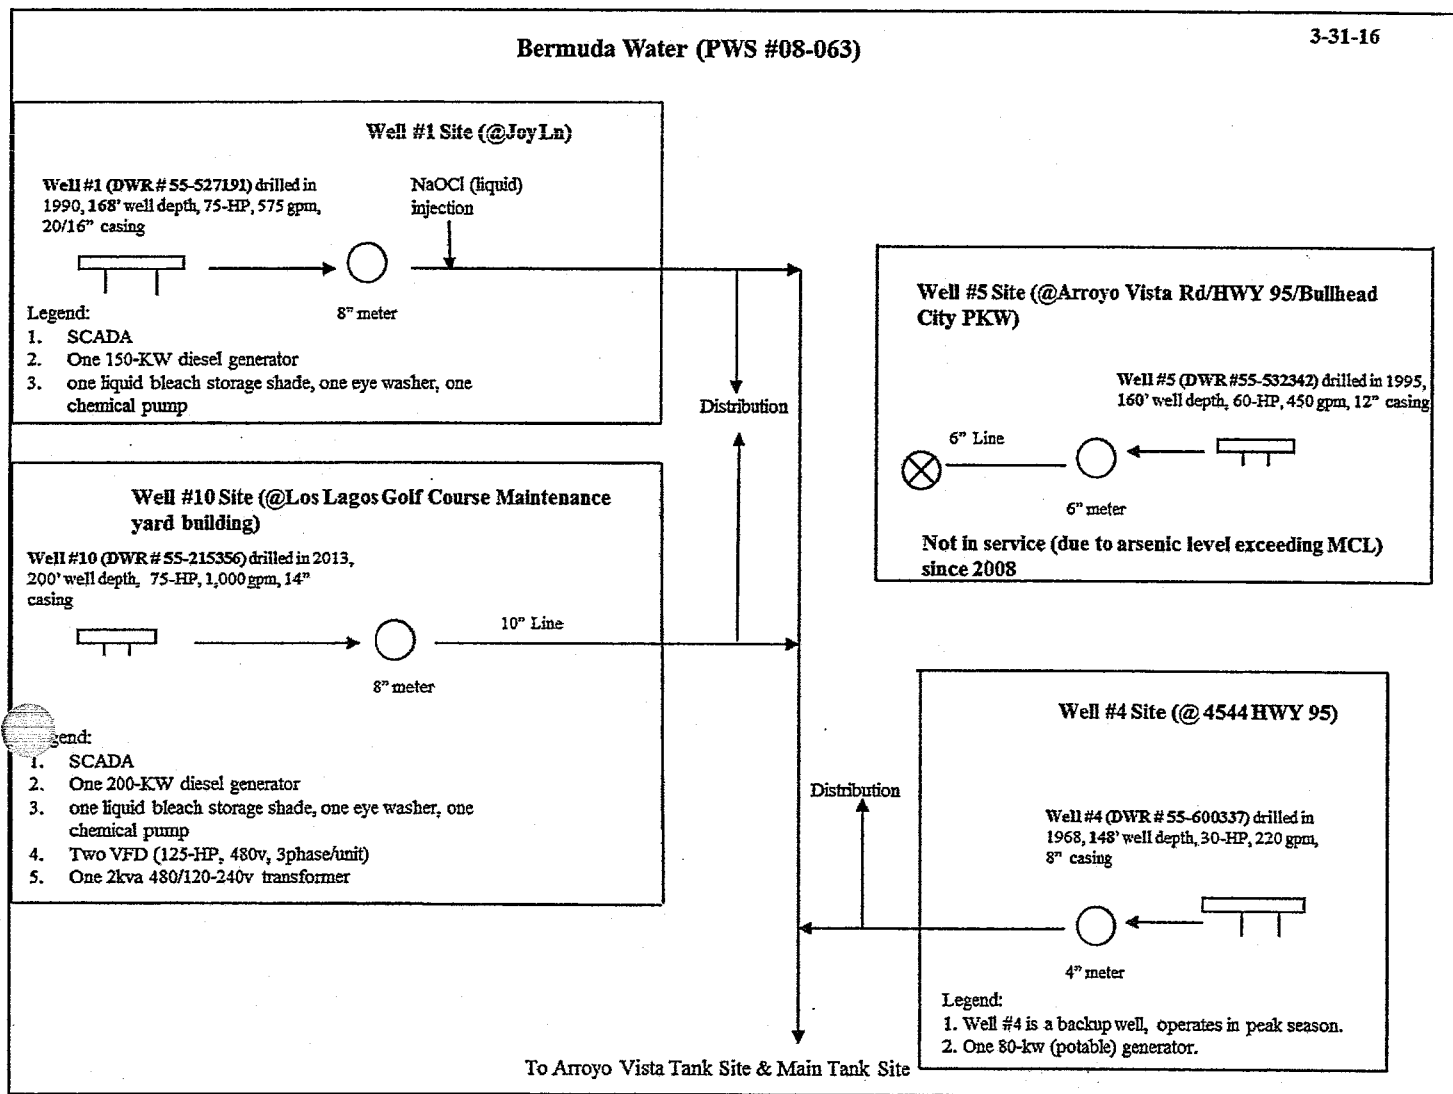 3-31-16
Bermuda Water (PWS #08-063)
Well #1 Site (@Joy Ln)
Well #1 (DWR # 55-527191) drilled in
1990, 168' well depth, 75-HP, 575 gpm,
20/16" casing
NaOCl (liquid)
injection
8" meter
Legend:
1. SCADA
2. One 150-KW diesel generator
3. one liquid bleach storage shade, one eye washer, one
chemical pump
Distribution
Well #5 Site (@Arroyo Vista Rd/HWY 95/Bullhead
City PKW)
Well #5 (DWR #55-532342) drilled in 1995,
160' well depth, 60-HP, 450 gpm, 12" casing
6" Line
6" meter
Not in service (due to arsenic level exceeding MCL)
since 2008
Well #10 Site (@Los Lagos Golf Course Maintenance
yard building)
Well #10 (DWR # 55-215356) drilled in 2013,
200' well depth, 75-HP, 1,000 gpm, 14"
casing
10" Line
8" meter
gend:
1. SCADA
2. One 200-KW diesel generator
3. one liquid bleach storage shade, one eye washer, one
chemical pump
4. Two VFD (125-HP, 480v, 3phase/unit)
5. One 2kva 480/120-240v transformer
Well #4 Site (@ 4544 HWY 95)
Distribution
Well #4 (DWR # 55-600337) drilled in
1968, 148' well depth, 30-HP, 220 gpm,
8" casing
4" meter
Legend:
1. Well #4 is a backup well, operates in peak season.
2. One 80-kw (potable) generator.
To Arroyo Vista Tank Site & Main Tank Site